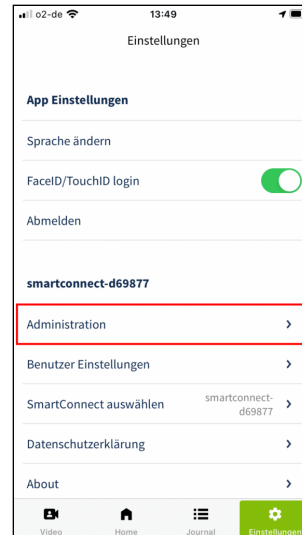 o2-de 13:49
Einstellungen
App Einstellungen
Sprache ändern
FaceID/TouchID login
Abmelden
smartconnect-d69877
Administration
Benutzer Einstellungen
SmartConnect auswählen smartconnect-
d69877
Datenschutzerklärung
About
Video Home Journal Einstellungen